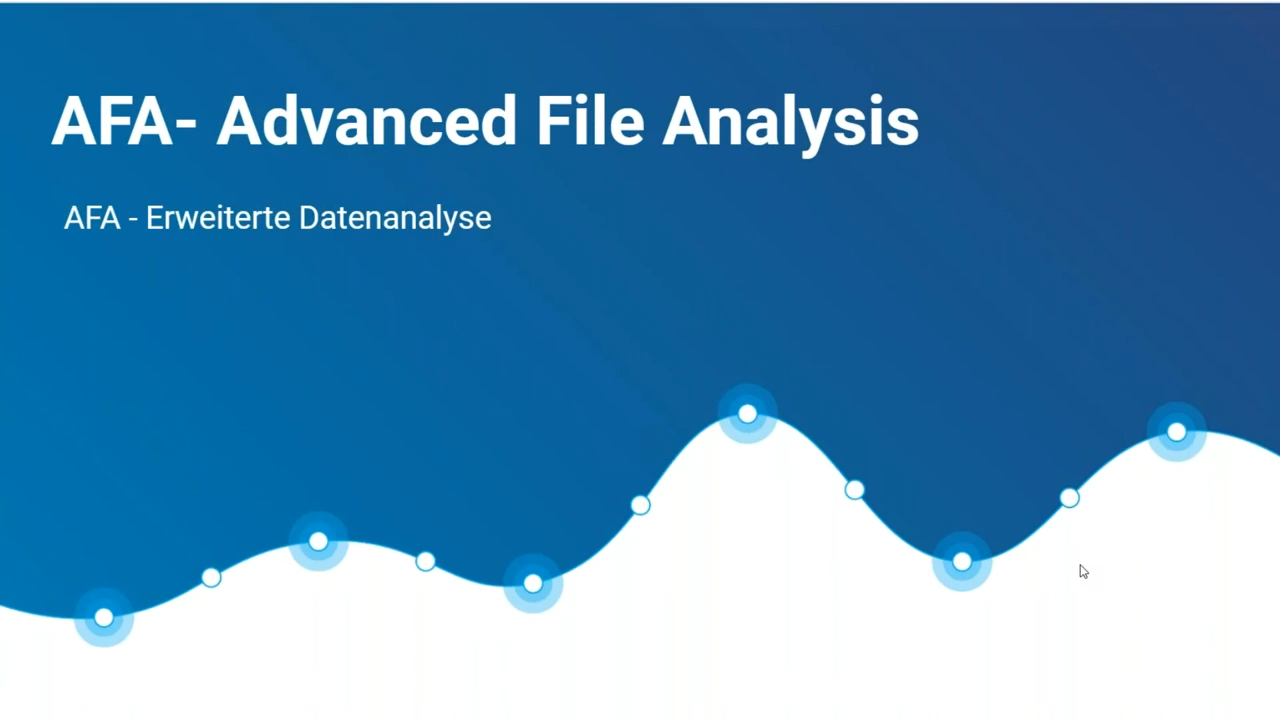 AFA- Advanced File Analysis
AFA - Erweiterte Datenanalyse